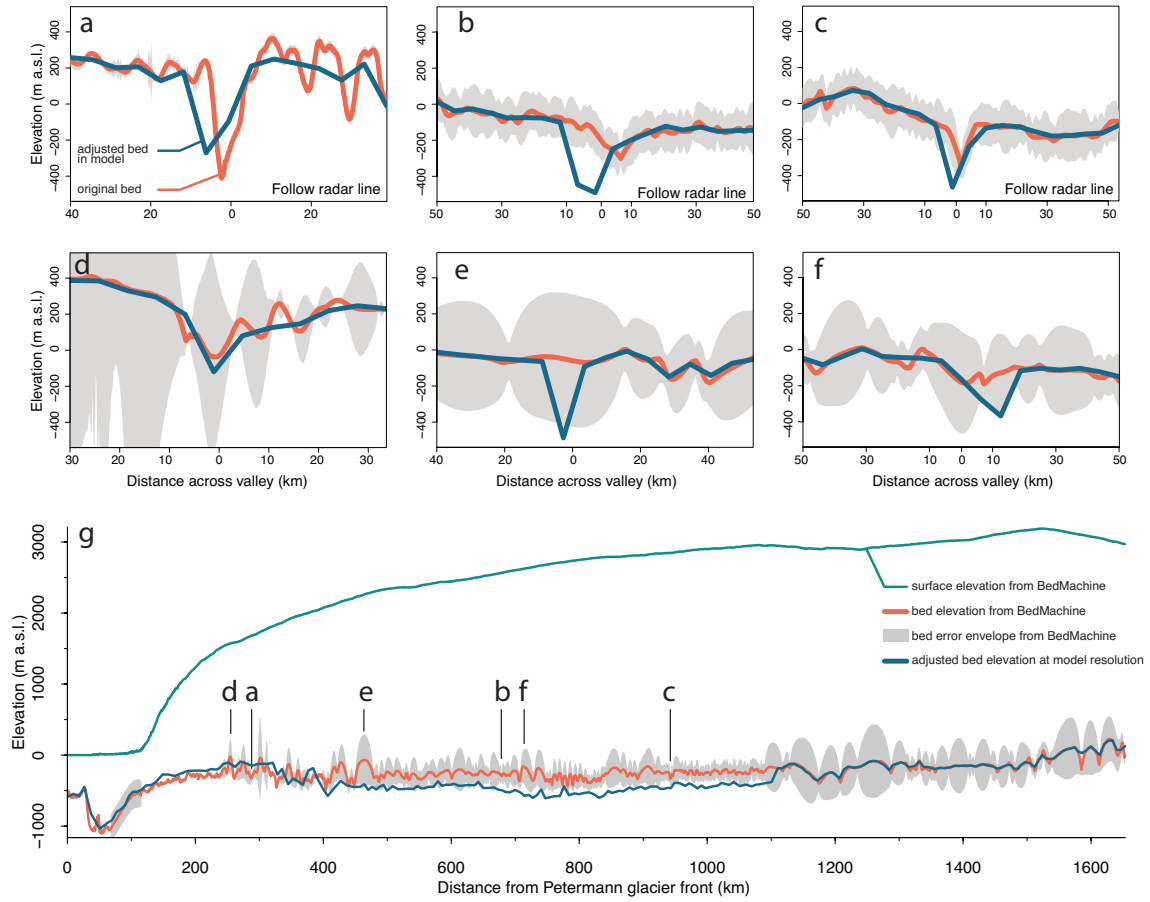 a
b
c
Elevation (m a.s.l.)
400
200
0
−200
−400
adjusted bed
in model
original bed
Follow radar line
40
20
0
20
400
200
0
−200
−400
Follow radar line
50
30
10
0
10
30
50
400
200
0
−200
−400
Follow radar line
50
30
10
0
10
30
50
d
e
f
Elevation (m a.s.l.)
400
200
0
−200
−400
30
20
10
0
10
20
30
Distance across valley (km)
400
200
0
−200
−400
40
20
0
20
40
Distance across valley (km)
400
200
0
−200
−400
50
30
10
0
10
30
50
Distance across valley (km)
g
Elevation (m a.s.l.)
3000
2000
1000
0
−1000
surface elevation from BedMachine
bed elevation from BedMachine
bed error envelope from BedMachine
adjusted bed elevation at model resolution
d a e b f c
0 200 400 600 800 1000 1200 1400 1600
Distance from Petermann glacier front (km)